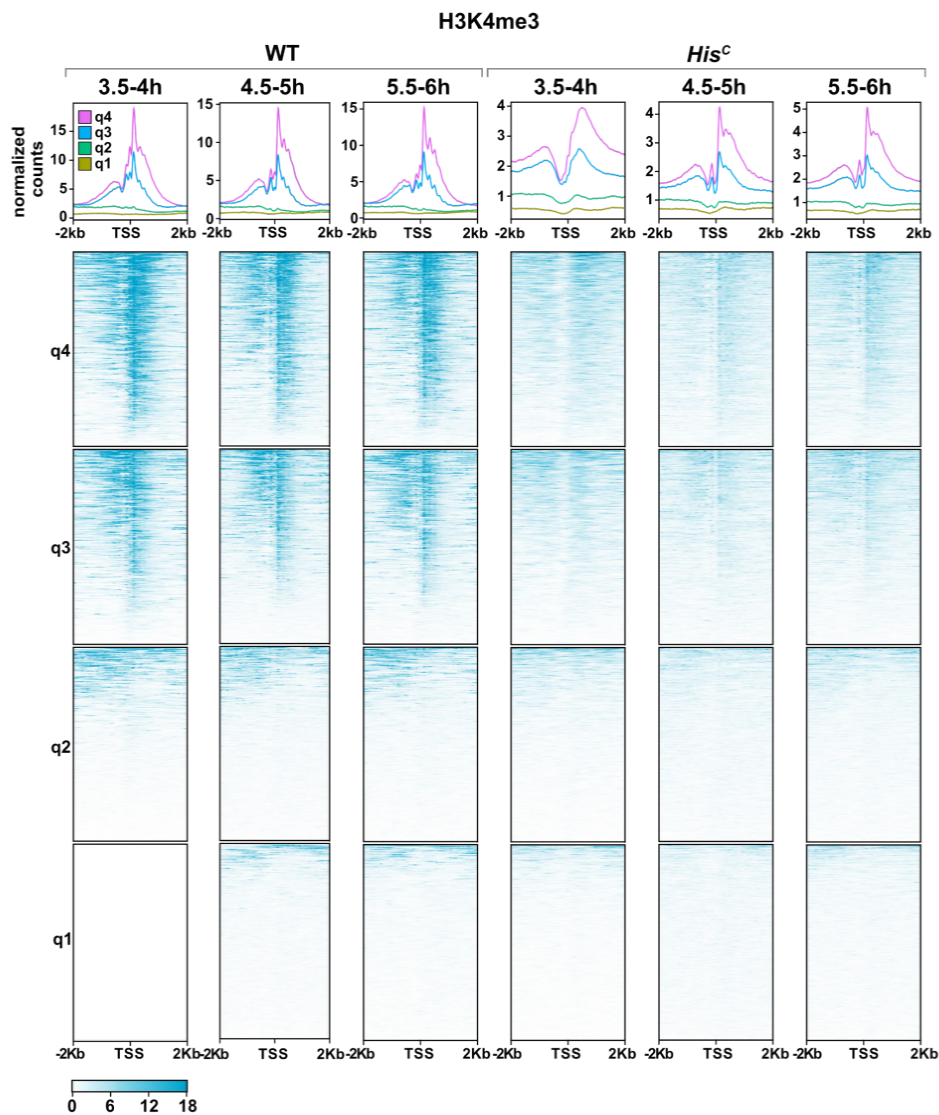 H3K4me3
WT
HisC
3.5-4h 4.5-5h 5.5-6h 3.5-4h 4.5-5h 5.5-6h
normalized counts
q4
q3
q2
q1
15
10
5
0
15
10
5
0
15
10
5
0
4
3
2
1
4
3
2
1
5
4
3
2
1
-2Kb TSS 2Kb -2Kb TSS 2Kb -2Kb TSS 2Kb -2Kb TSS 2Kb -2Kb TSS 2Kb -2Kb TSS 2Kb
q4
q3
q2
q1
-2Kb TSS 2Kb -2Kb TSS 2Kb -2Kb TSS 2Kb -2Kb TSS 2Kb -2Kb TSS 2Kb -2Kb TSS 2Kb
0 6 12 18